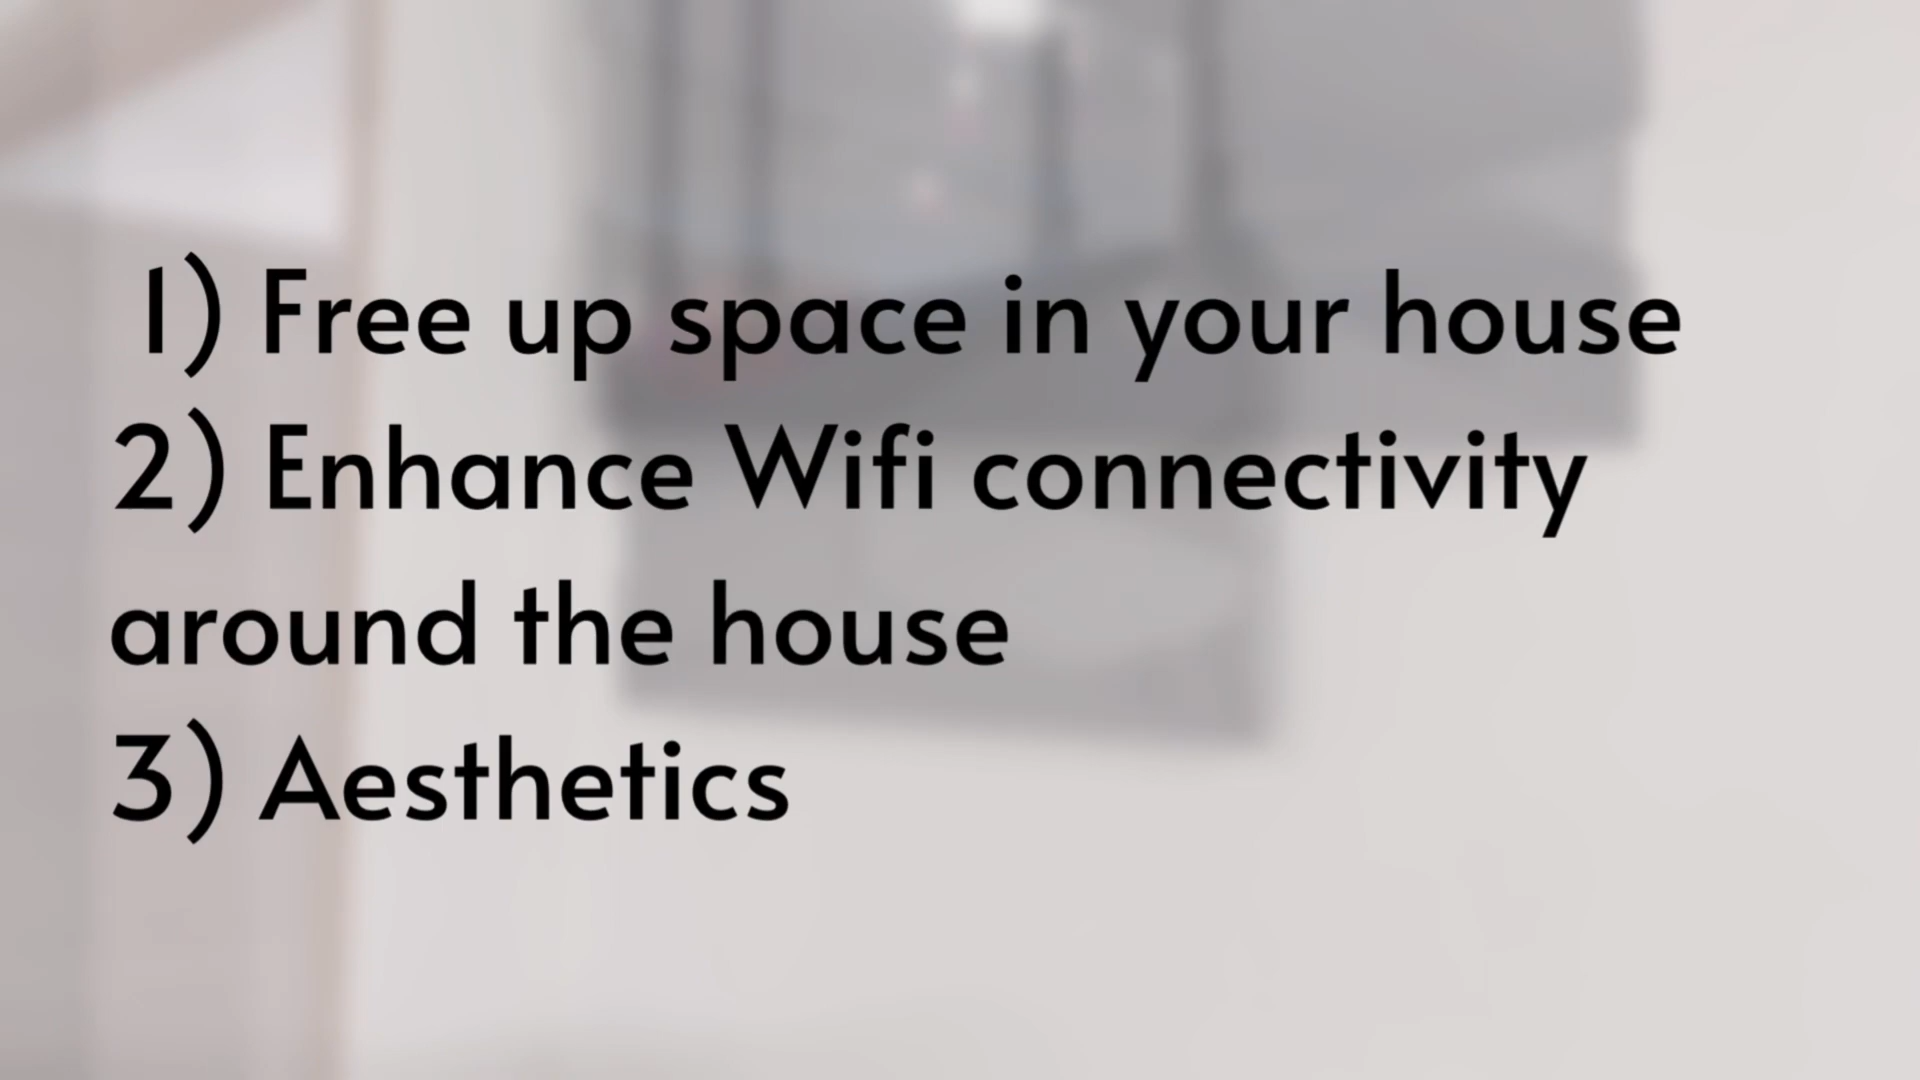 1) Free up space in your house
2) Enhance Wifi connectivity
around the house
3) Aesthetics